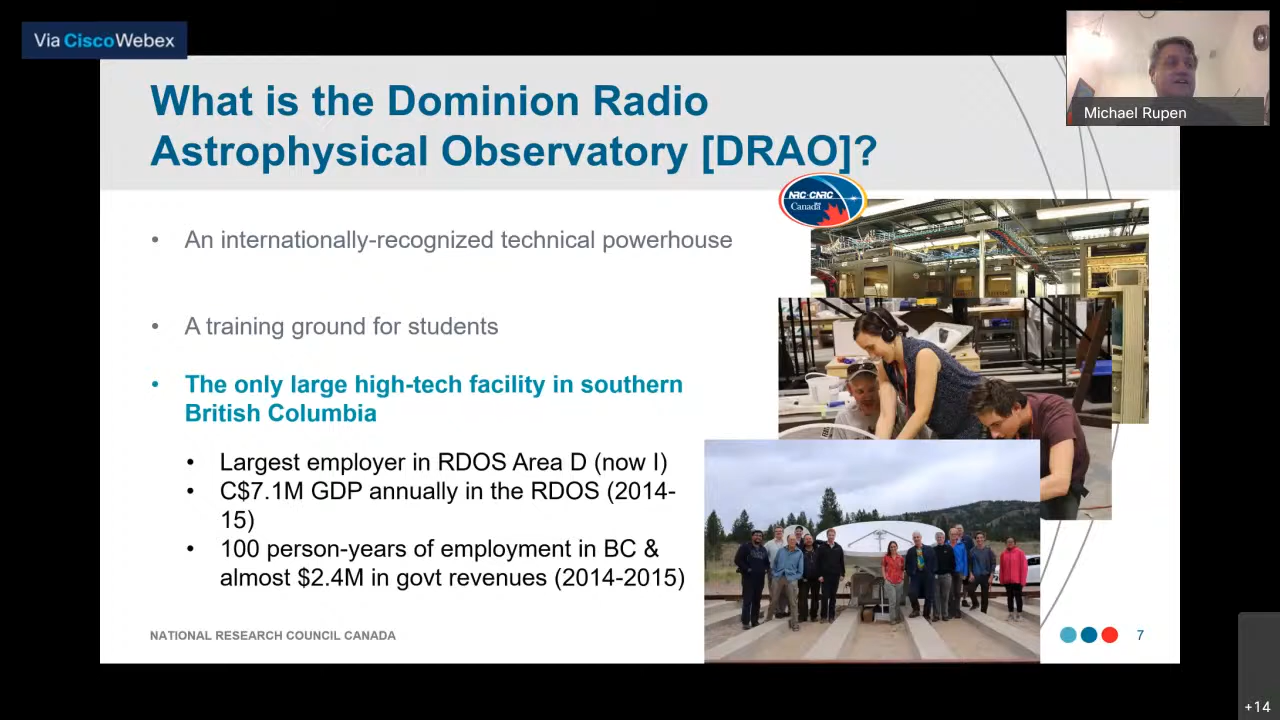 Via CiscoWebex
Michael Rupen
What is the Dominion Radio
Astrophysical Observatory [DRAO]?
NRC·CNRC
Canada
• An internationally-recognized technical powerhouse
• A training ground for students
• The only large high-tech facility in southern
British Columbia
• Largest employer in RDOS Area D (now I)
• C$7.1M GDP annually in the RDOS (2014-
15)
• 100 person-years of employment in BC &
almost $2.4M in govt revenues (2014-2015)
NATIONAL RESEARCH COUNCIL CANADA
7
+14